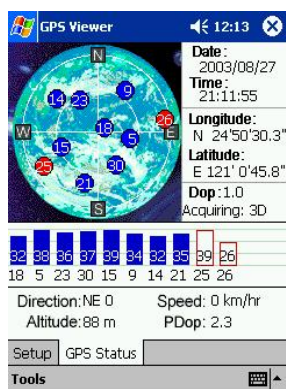 GPS Viewer 12:13
N
9
14 23
26
18
5
W E
15
30
25
21
S
Date:
2003/08/27
Time:
21:11:55
Longitude:
N 24'50'30.3"
Latitude:
E 121' 0'45.8"
Dop:1.0
Acquiring: 3D
32 38 36 37 39 34 32 35 39 26
18 5 23 30 15 9 14 21 25 26
Direction:NE 0 Speed: 0 km/hr
Altitude:88 m PDop: 2.3
Setup GPS Status
Tools